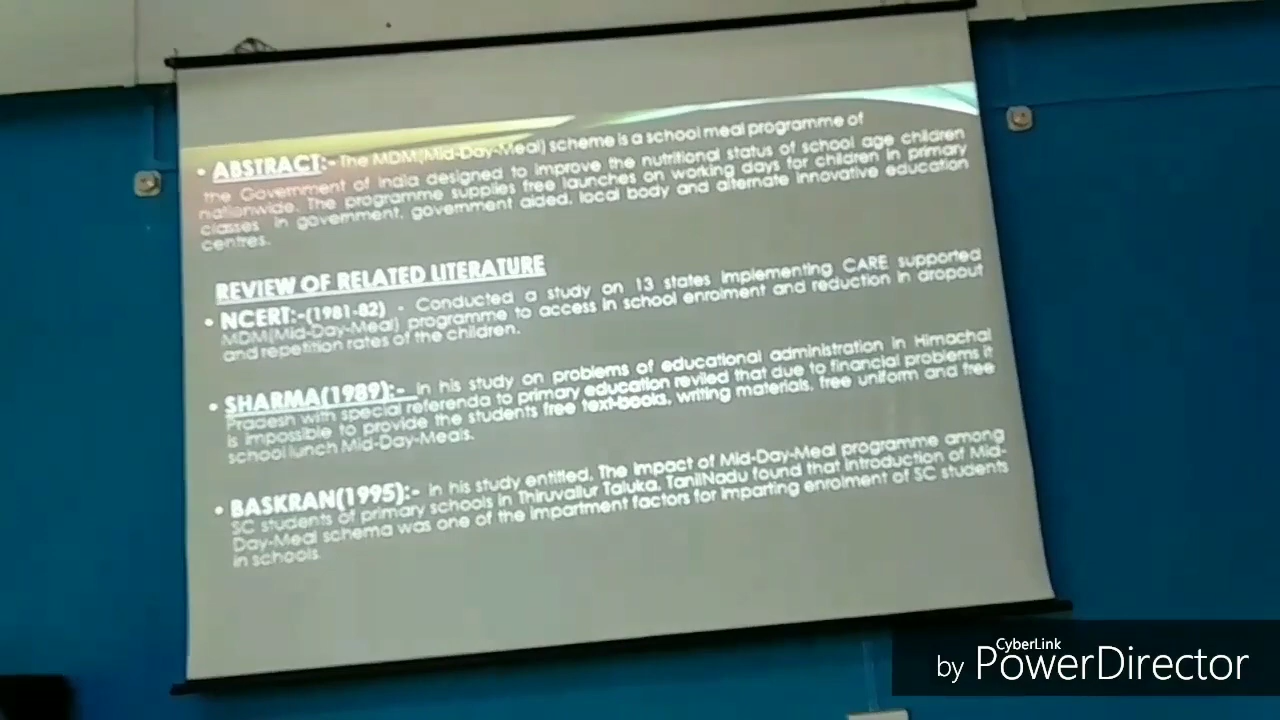 • ABSTRACT:- The MDM(Mid-Day-Meal) scheme is a school meal programme of
the Government of India designed to improve the nutritional status of school age children
nationwide. The programme supplies free launches on working days for children in primary
classes in government, government aided, local body and alternate innovative education
centres.
REVIEW OF RELATED LITERATURE
• NCERT:-(1981-82) - Conducted a study on 13 states implementing CARE supported
MDM(Mid-Day-Meal) programme to access in school enrolment and reduction in dropout
and repetition rates of the children.
• SHARMA(1989):- In his study on problems of educational administration in Himachal
Pradesh with special referenda to primary education reviled that due to financial problems it
is impossible to provide the students free text-books, writing materials, free uniform and free
school lunch Mid-Day-Meals.
• BASKRAN(1995):- In his study entitled, The Impact of Mid-Day-Meal programme among
SC students of primary schools in Thiruvallur Taluka, TanilNadu found that introduction of Mid-
Day-Meal schema was one of the impartment factors for imparting enrolment of SC students
in schools.
CyberLink
by PowerDirector